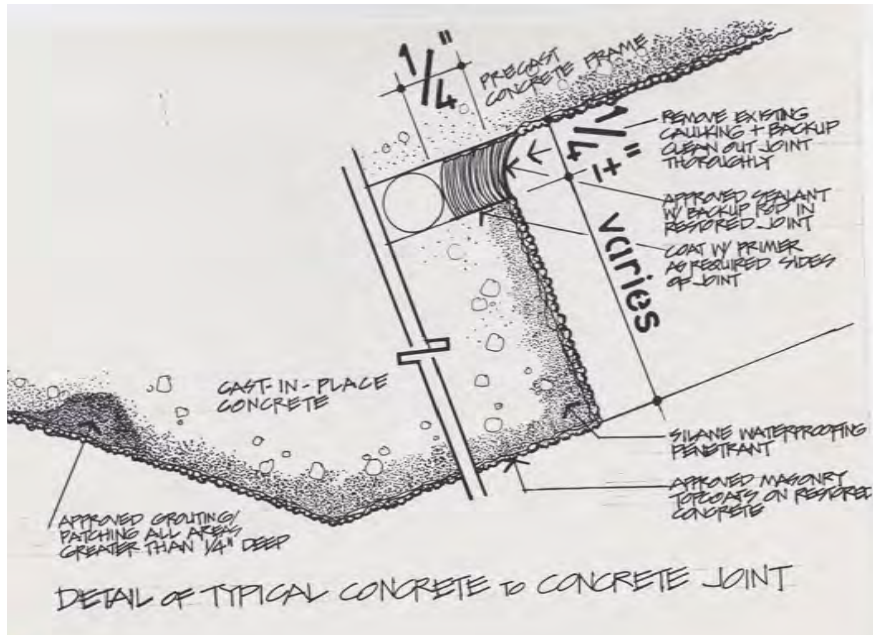 1/4"
PRECAST
CONCRETE FRAME
1/4"±
varies
REMOVE EXISTING
CAULKING + BACKUP
CLEAN OUT JOINT
THOROUGHLY
APPROVED SEALANT
W/ BACKUP ROD IN
RESTORED JOINT
COAT W/ PRIMER
AS REQUIRED SIDES
OF JOINT
CAST-IN-PLACE
CONCRETE
SILANE WATERPROOFING
PENETRANT
APPROVED MASONRY
TOPCOATS ON RESTORED
CONCRETE
APPROVED GROUTING/
PATCHING ALL AREAS
GREATER THAN 1/4" DEEP
DETAIL OF TYPICAL CONCRETE TO CONCRETE JOINT